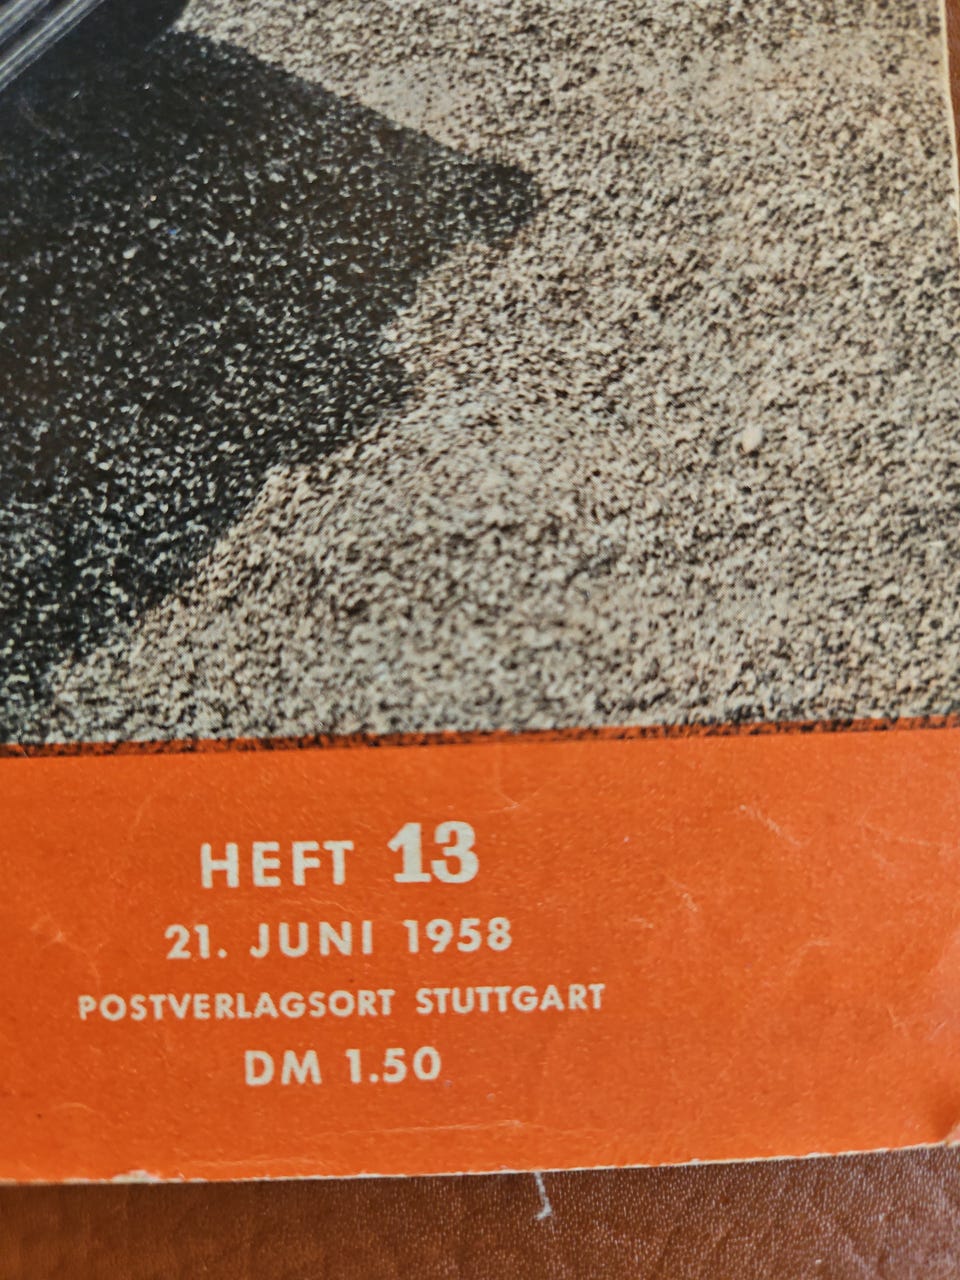 HEFT 13
21. JUNI 1958
POSTVERLAGSORT STUTTGART
DM 1.50